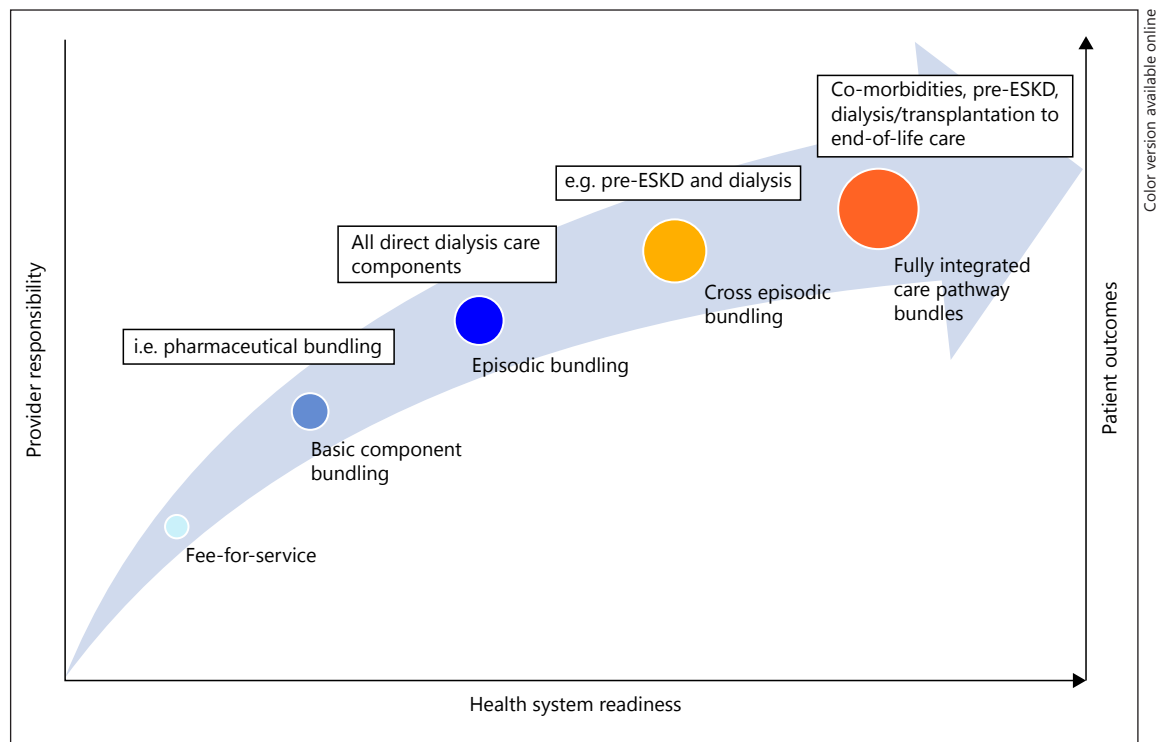 Color version available online
Co-morbidities, pre-ESKD,
dialysis/transplantation to
end-of-life care
e.g. pre-ESKD and dialysis
All direct dialysis care
components
Fully integrated
care pathway
bundles
Cross episodic
bundling
i.e. pharmaceutical bundling
Episodic bundling
Basic component
bundling
Fee-for-service
Provider responsibility
Patient outcomes
Health system readiness